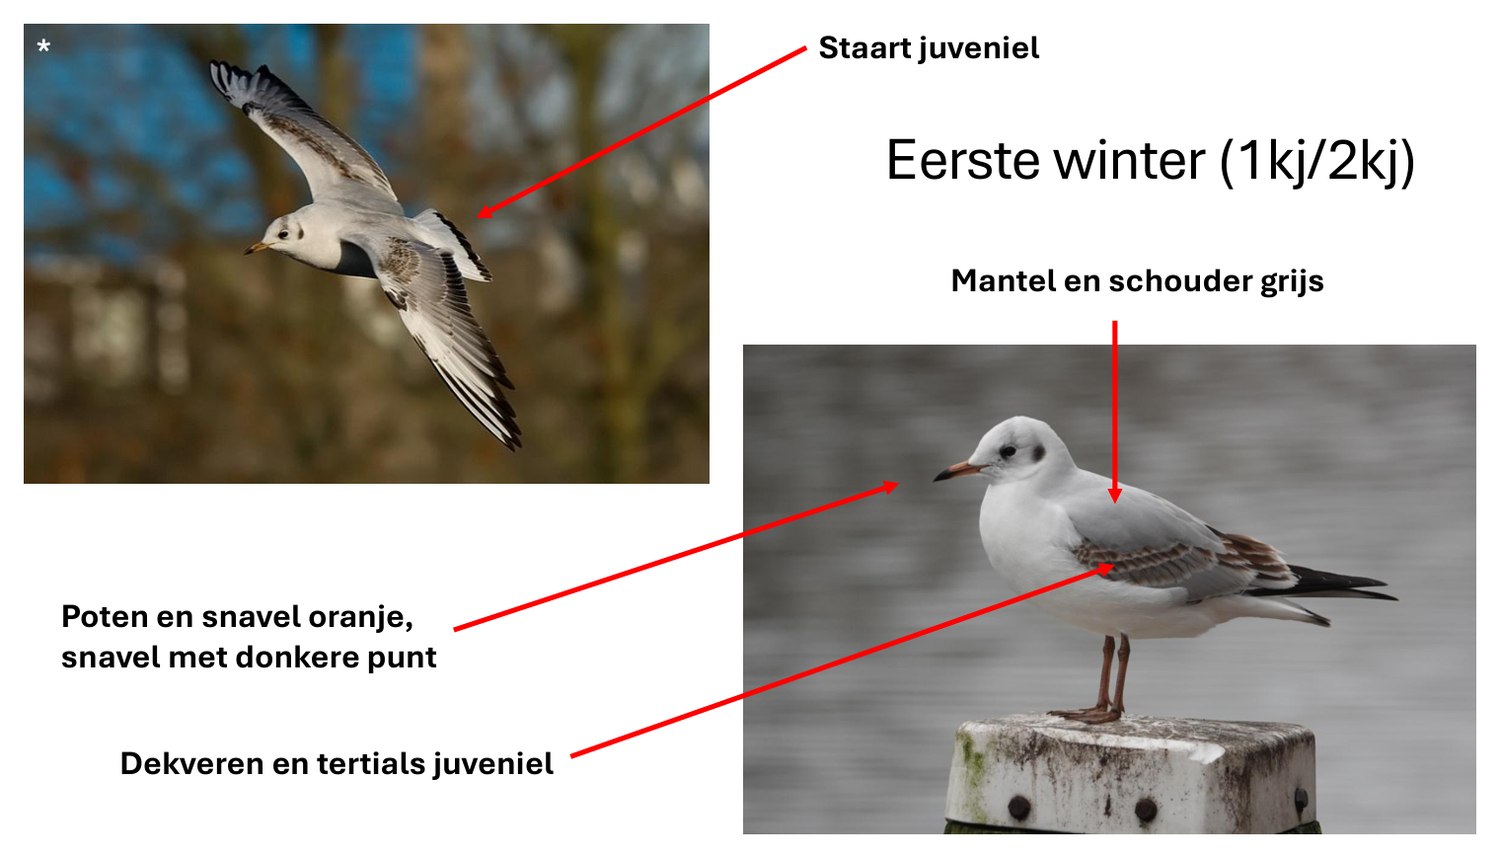 *
Staart juveniel
Eerste winter (1kj/2kj)
Mantel en schouder grijs
Poten en snavel oranje,
snavel met donkere punt
Dekveren en tertials juveniel